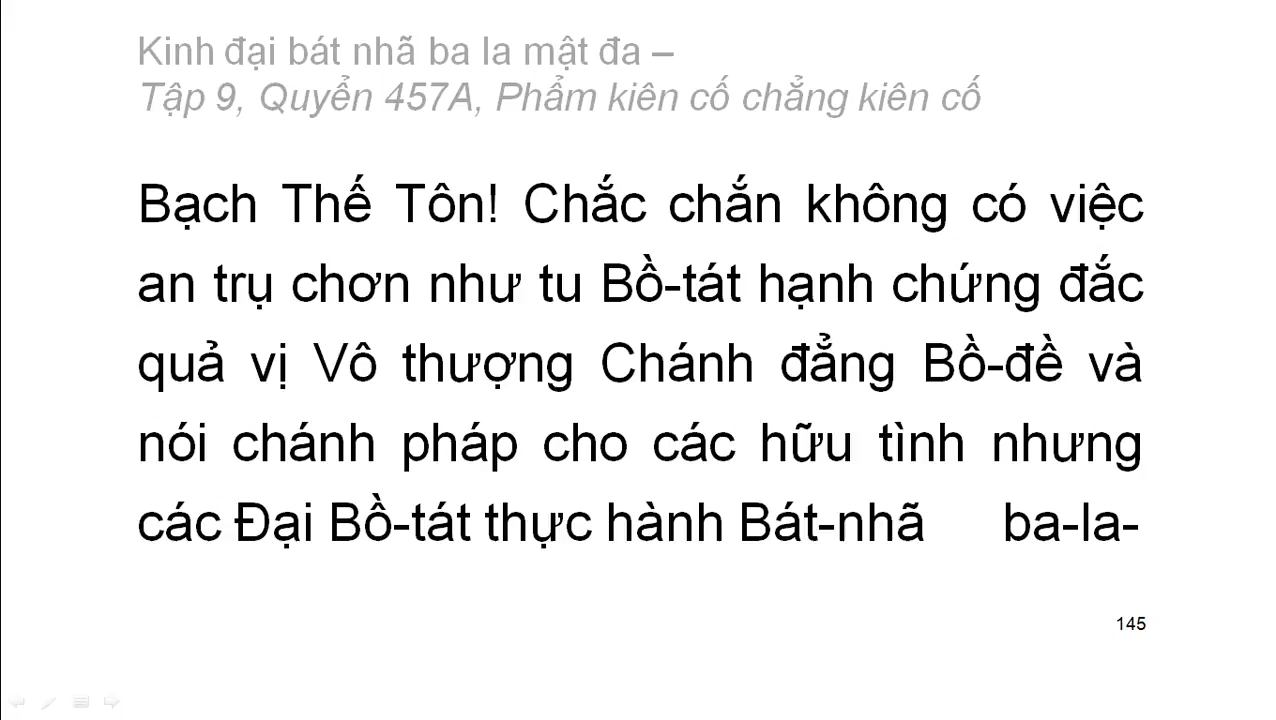 Kinh đại bát nhã ba la mật đa –
Tập 9, Quyển 457A, Phẩm kiên cố chẳng kiên cố
Bạch Thế Tôn! Chắc chắn không có việc
an trụ chơn như tu Bồ-tát hạnh chứng đắc
quả vị Vô thượng Chánh đẳng Bồ-đề và
nói chánh pháp cho các hữu tình nhưng
các Đại Bồ-tát thực hành Bát-nhã ba-la-
145